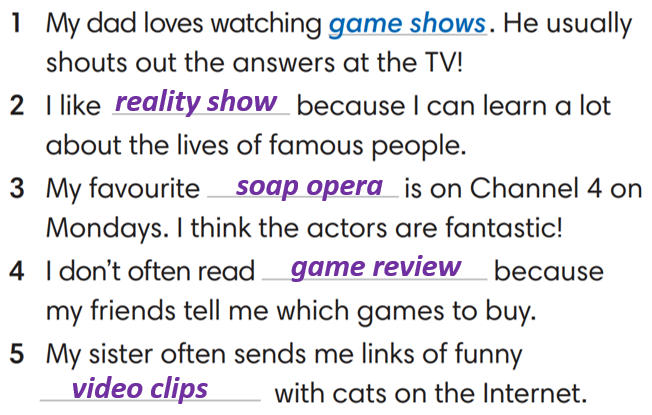 1 My dad loves watching game shows. He usually
shouts out the answers at the TV!
2 I like reality show because I can learn a lot
about the lives of famous people.
3 My favourite soap opera is on Channel 4 on
Mondays. I think the actors are fantastic!
4 I don't often read game review because
my friends tell me which games to buy.
5 My sister often sends me links of funny
video clips with cats on the Internet.